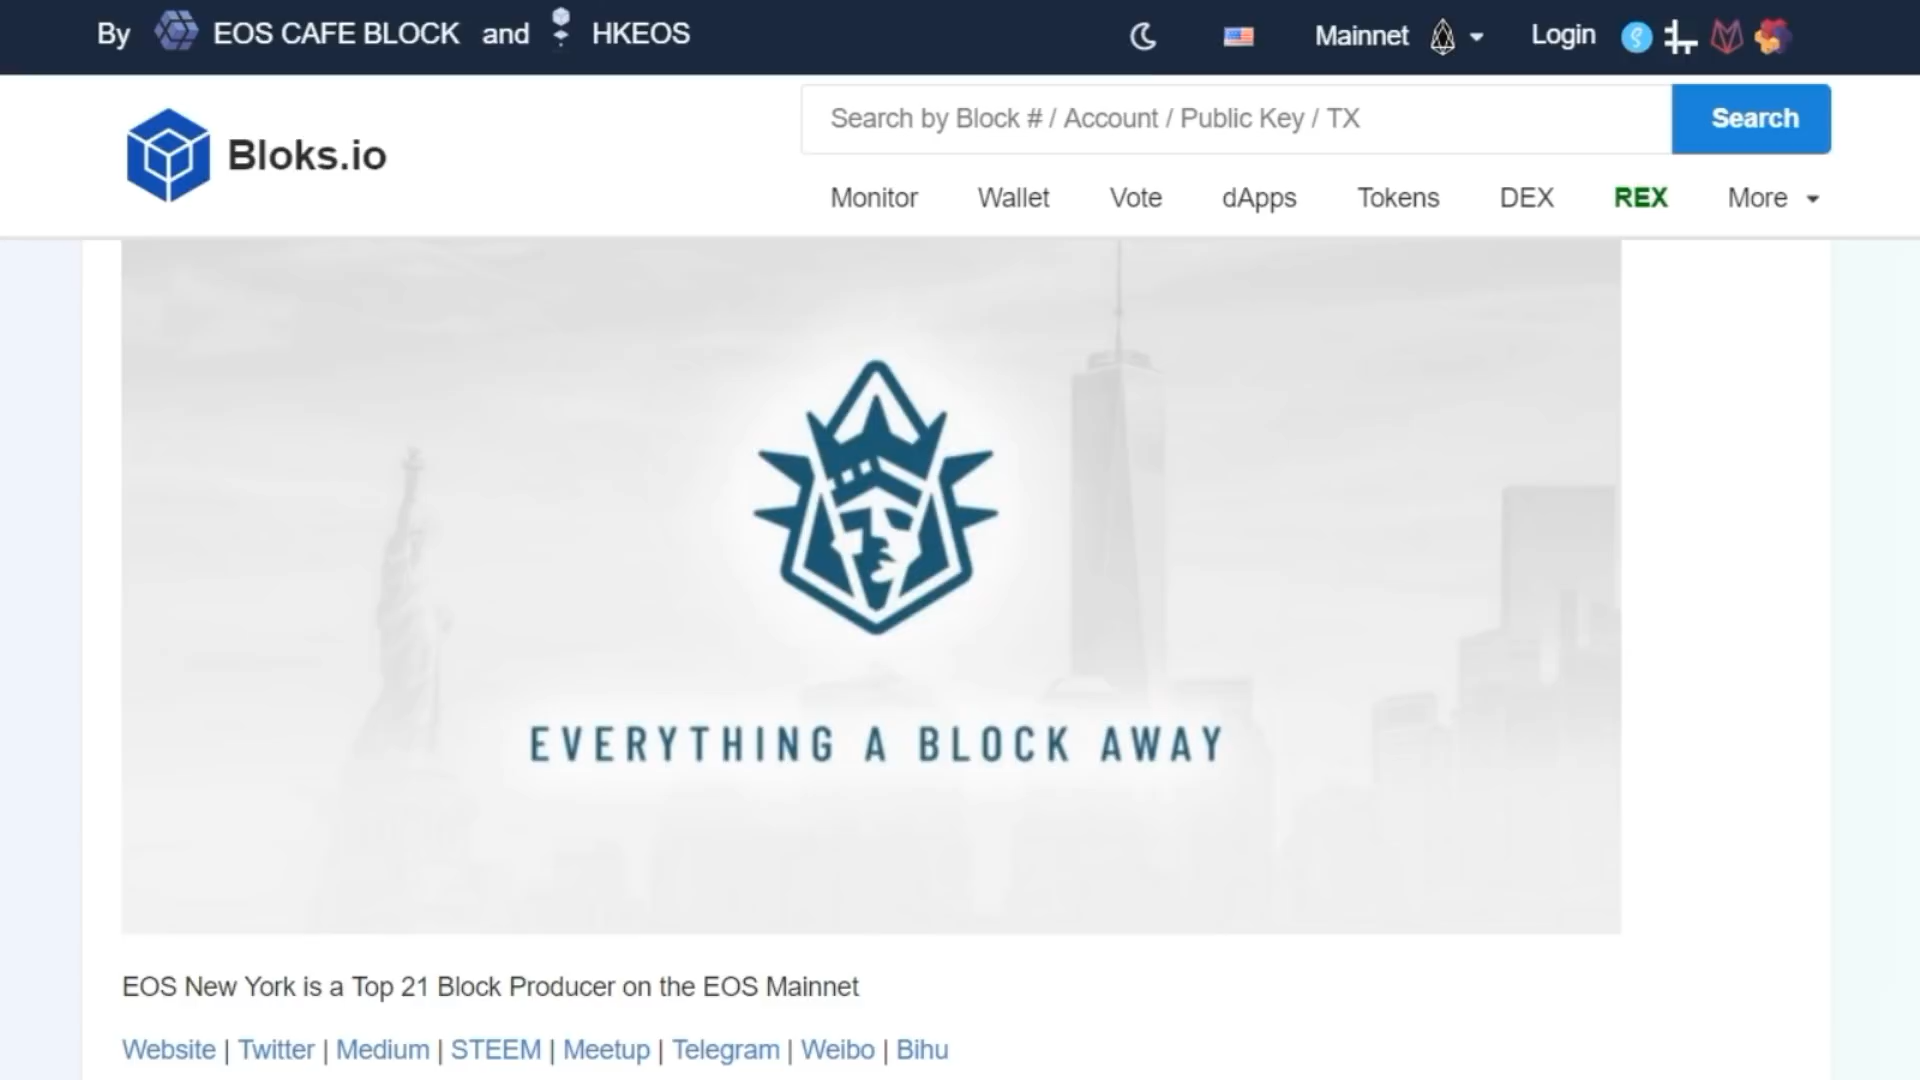 By EOS CAFE BLOCK and HKEOS
Mainnet
Login
Bloks.io
Search by Block # / Account / Public Key / TX
Search
Monitor Wallet Vote dApps Tokens DEX REX More
EVERYTHING A BLOCK AWAY
EOS New York is a Top 21 Block Producer on the EOS Mainnet
Website | Twitter | Medium | STEEM | Meetup | Telegram | Weibo | Bihu